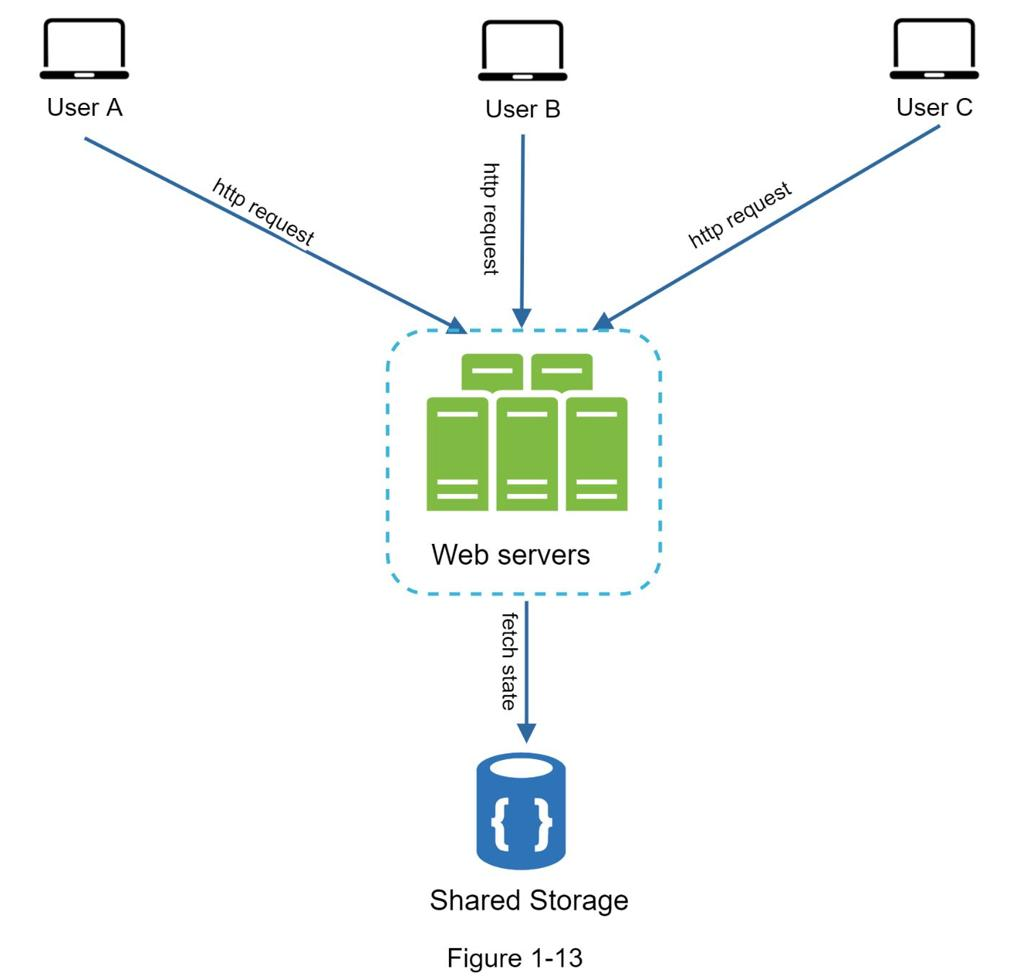 User A
User B
User C
http request
http request
http request
Web servers
fetch state
{ }
Shared Storage
Figure 1-13